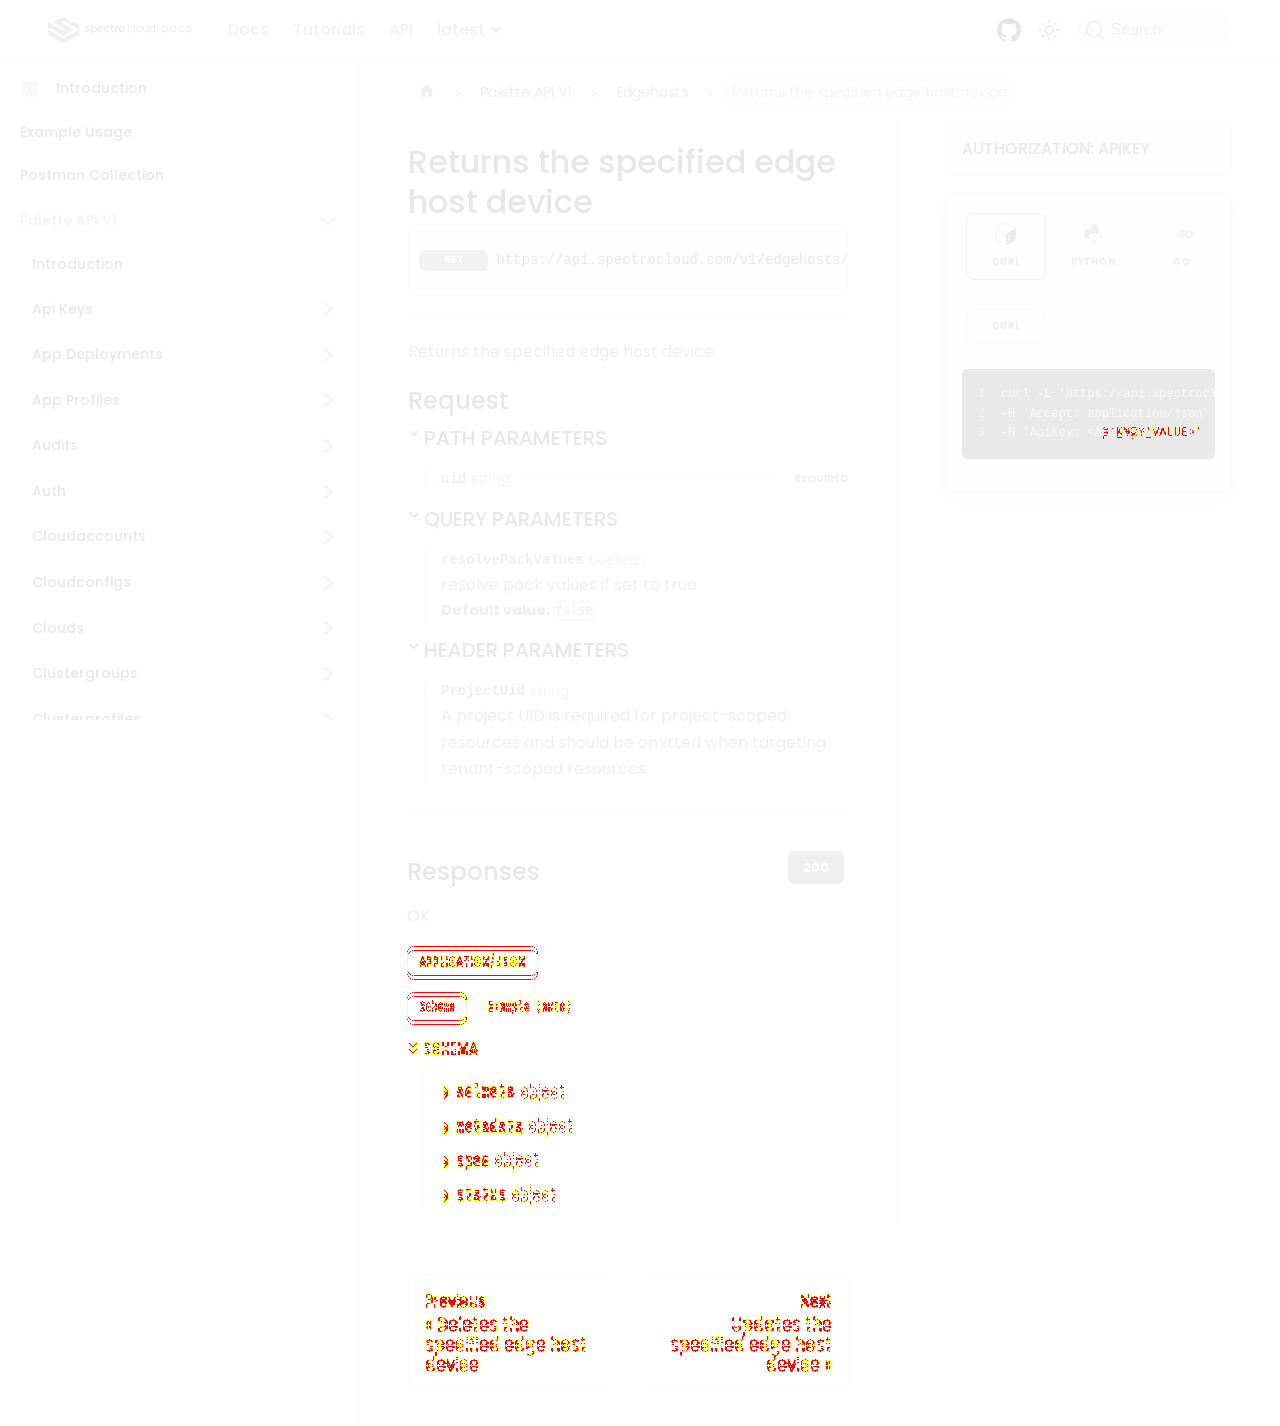 spectro cloud DOCS
Docs
Tutorials
API
latest
Search
Introduction
Example Usage
Postman Collection
Palette API V1
Introduction
Api Keys
App Deployments
App Profiles
Audits
Auth
Cloudaccounts
Cloudconfigs
Clouds
Clustergroups
Clusterprofiles
Palette API V1
Edgehosts
Returns the specified edge host device
Returns the specified edge
host device
GET https://api.spectrocloud.com/v1/edgehosts/
Returns the specified edge host device
Request
PATH PARAMETERS
uid string REQUIRED
QUERY PARAMETERS
resolvePackValues boolean
resolve pack values if set to true
Default value: false
HEADER PARAMETERS
ProjectUid string
A project UID is required for project-scoped
resources and should be omitted when targeting
tenant-scoped resources
Responses
200
OK
APPLICATION/JSON
Schema Example (auto)
SCHEMA
aclmeta object
metadata object
spec object
status object
Previous
« Deletes the
specified edge host
device
Next
Updates the
specified edge host
device »
AUTHORIZATION: APIKEY
CURL
PYTHON
GO
GO
CURL
1 curl -L 'https://api.spectrocl
2 -H 'Accept: application/json'
3 -H 'ApiKey: VALUE>'